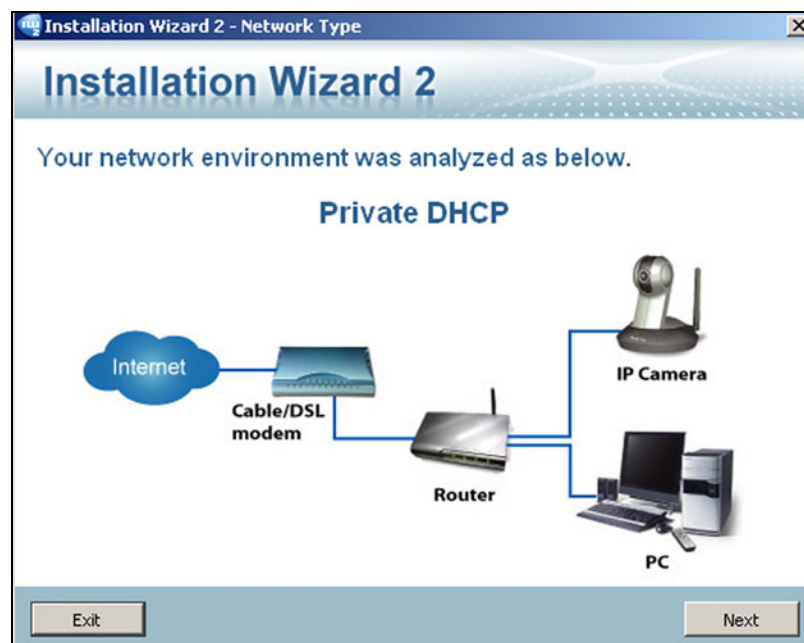 Installation Wizard 2 - Network Type
Installation Wizard 2
Your network environment was analyzed as below.
Private DHCP
Internet
Cable/DSL
modem
Router
IP Camera
PC
Exit
Next